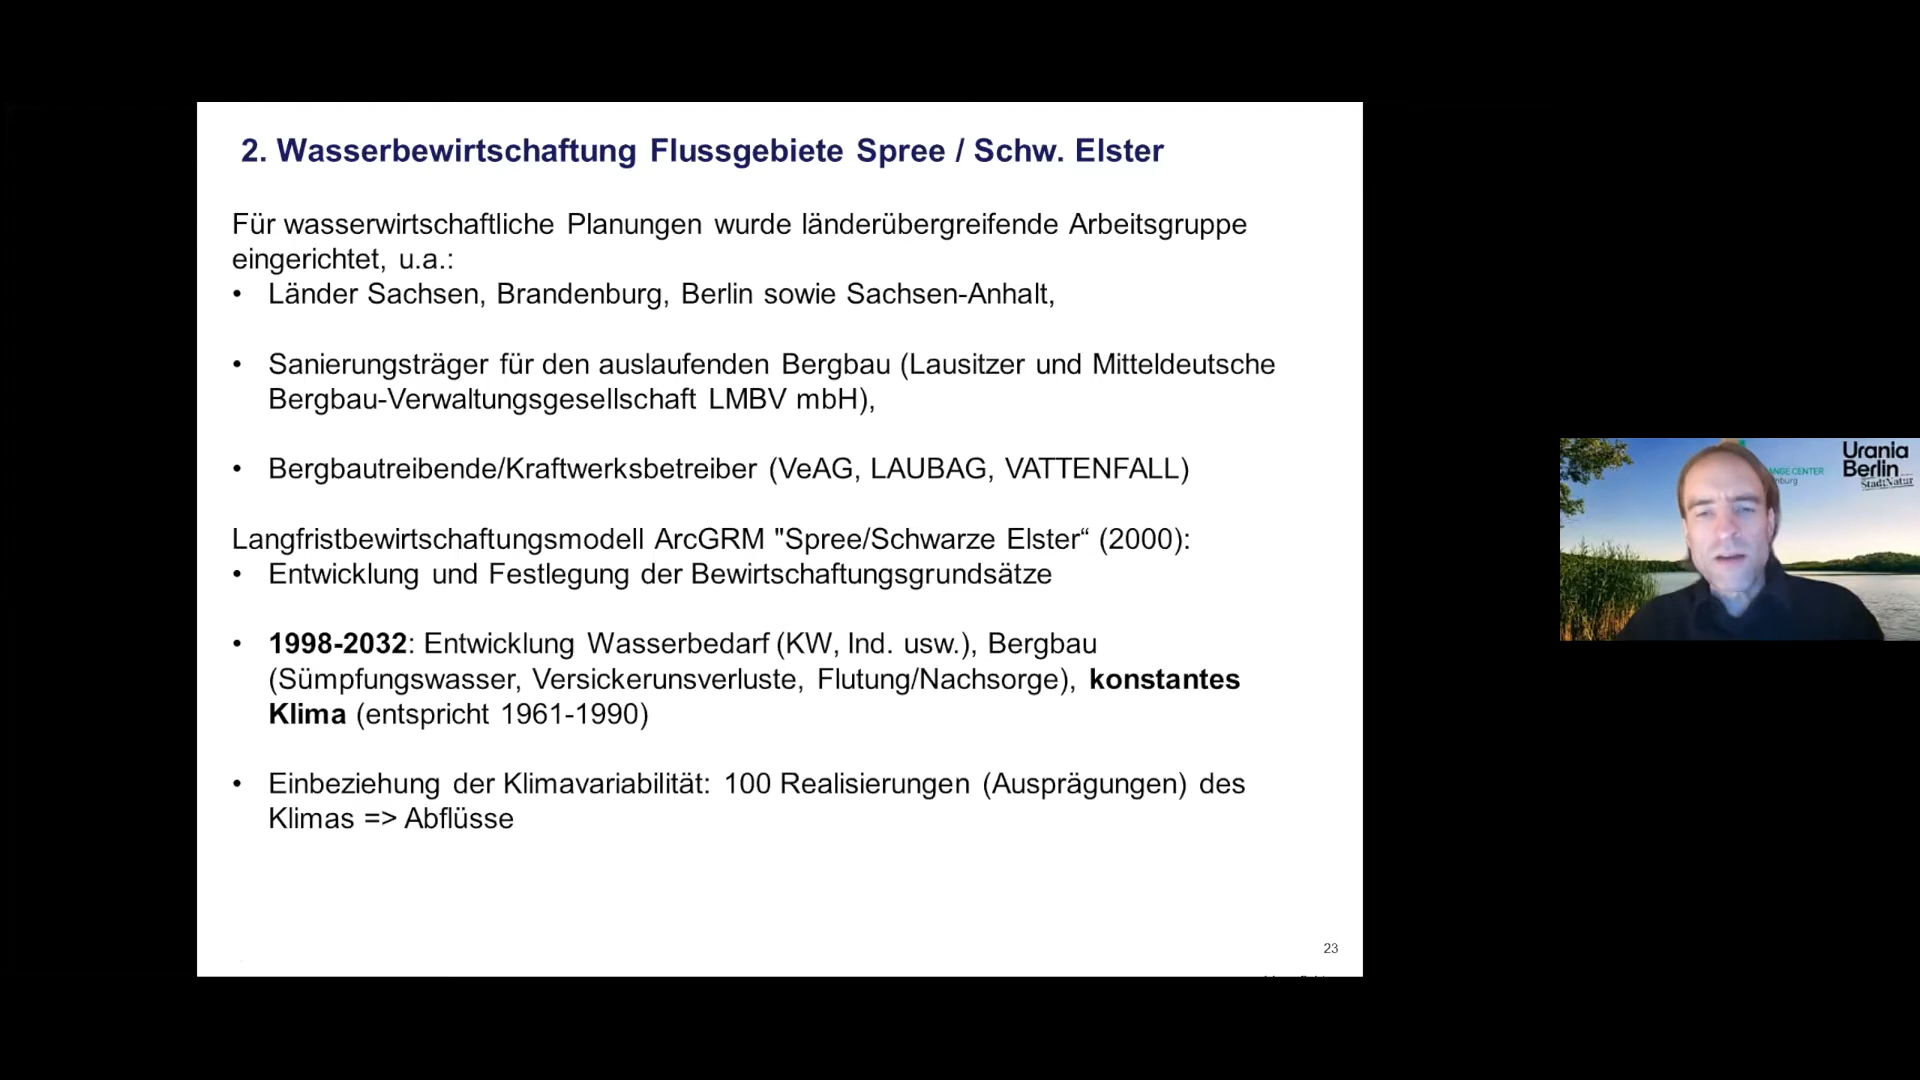 2. Wasserbewirtschaftung Flussgebiete Spree / Schw. Elster
Für wasserwirtschaftliche Planungen wurde länderübergreifende Arbeitsgruppe
eingerichtet, u.a.:
• Länder Sachsen, Brandenburg, Berlin sowie Sachsen-Anhalt,
• Sanierungsträger für den auslaufenden Bergbau (Lausitzer und Mitteldeutsche
Bergbau-Verwaltungsgesellschaft LMBV mbH),
• Bergbautreibende/Kraftwerksbetreiber (VeAG, LAUBAG, VATTENFALL)
Langfristbewirtschaftungsmodell ArcGRM "Spree/Schwarze Elster“ (2000):
• Entwicklung und Festlegung der Bewirtschaftungsgrundsätze
• 1998-2032: Entwicklung Wasserbedarf (KW, Ind. usw.), Bergbau
(Sümpfungswasser, Versickerunsverluste, Flutung/Nachsorge), konstantes
Klima (entspricht 1961-1990)
• Einbeziehung der Klimavariabilität: 100 Realisierungen (Ausprägungen) des
Klimas => Abflüsse
23
Urania
Berlin
StadtNatur
CENTER